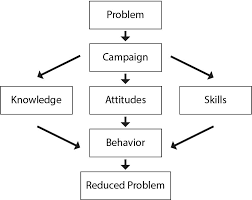 Problem
Campaign
Knowledge
Attitudes
Skills
Behavior
Reduced Problem